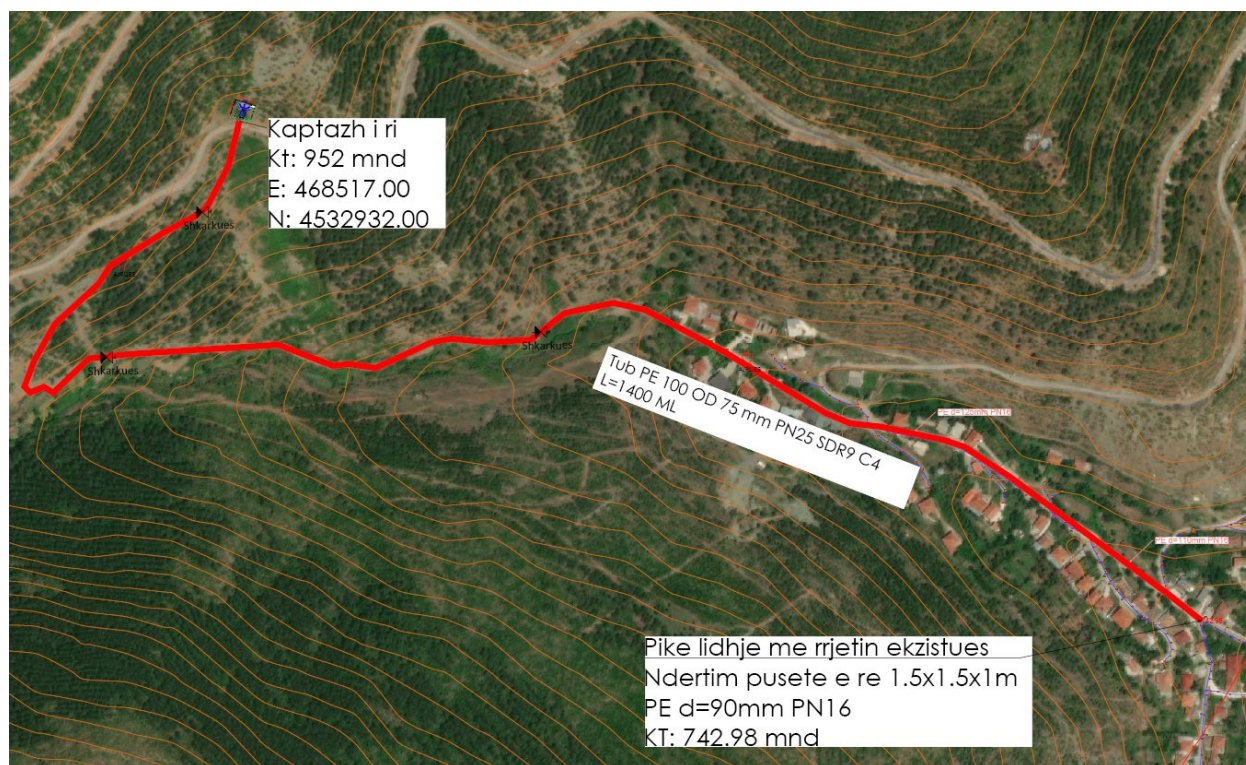 Kaptazh i ri
Kt: 952 mnd
E: 468517.00
N: 4532932.00
Shkarkues
Shkarkues
Shkarkues
Tub PE 100 OD 75 mm PN25 SDR9 C4
L=1400 ML
PE d=125mm PN16
PE d=110mm PN16
Pike lidhje me rrjetin ekzistues
Ndertim pusete e re 1.5x1.5x1m
PE d=90mm PN16
KT: 742.98 mnd